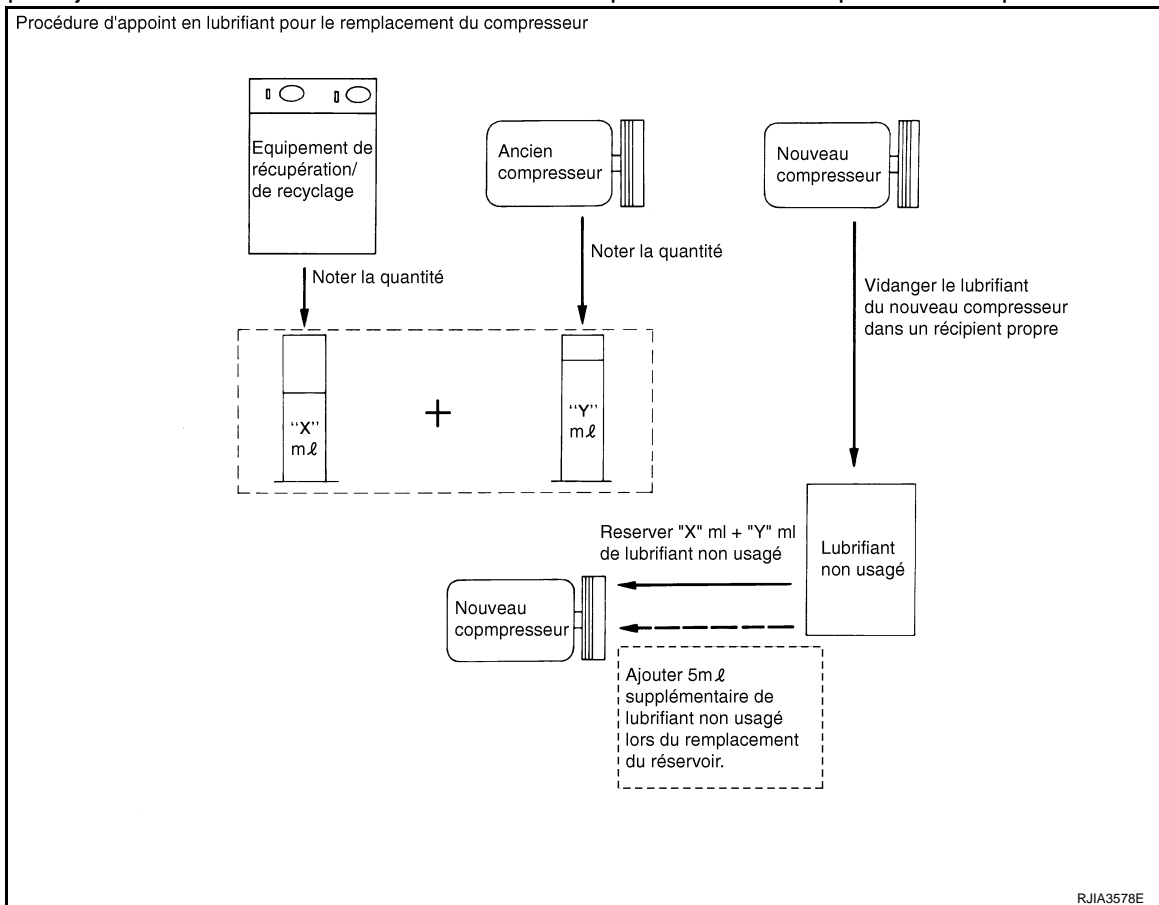 Procédure d'appoint en lubrifiant pour le remplacement du compresseur
Equipement de
récupération/
de recyclage
Ancien
compresseur
Nouveau
compresseur
Noter la quantité
Noter la quantité
Vidanger le lubrifiant
du nouveau compresseur
dans un récipient propre
“X”
mℓ
+
“Y”
mℓ
Reserver "X" ml + "Y" ml
de lubrifiant non usagé
Lubrifiant
non usagé
Nouveau
copmpresseur
Ajouter 5mℓ
supplémentaire de
lubrifiant non usagé
lors du remplacement
du réservoir.
RJIA3578E